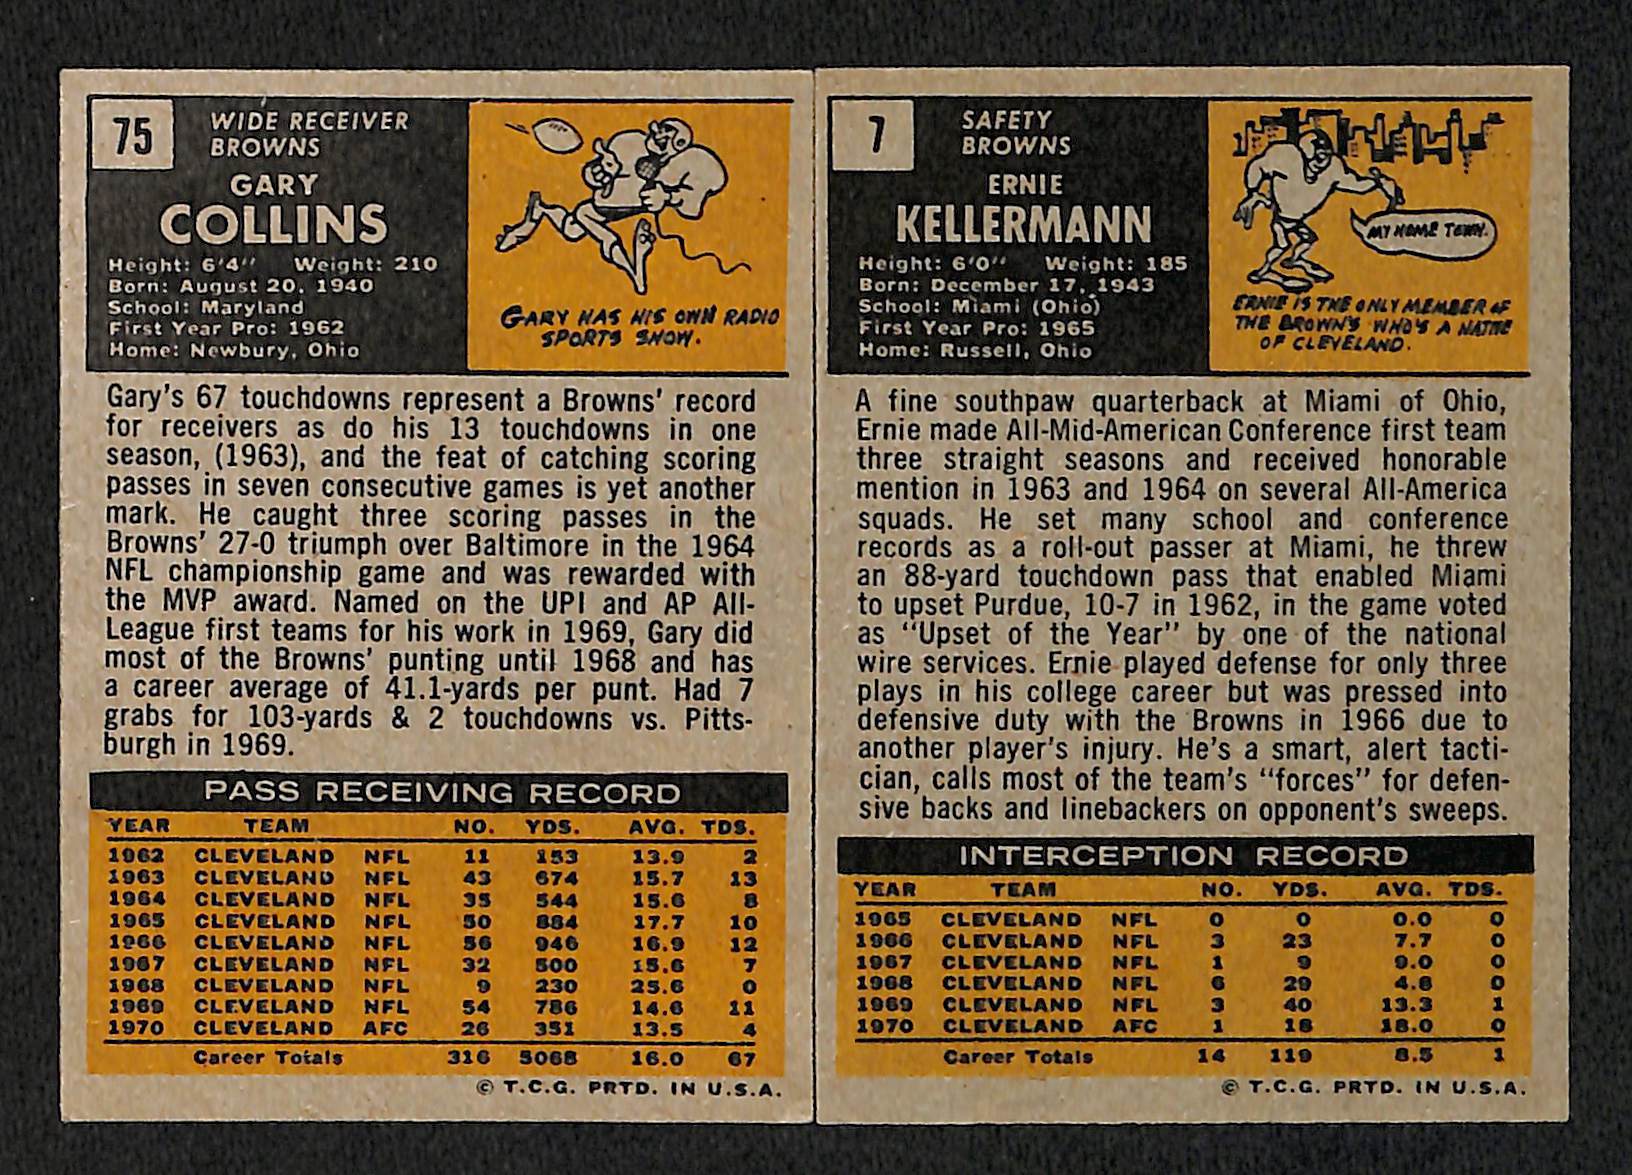 75
WIDE RECEIVER
BROWNS
GARY
COLLINS
Height: 6'4" Weight: 210
Born: August 20, 1940
School: Maryland
First Year Pro: 1962
Home: Newbury, Ohio
GARY HAS HIS OWN RADIO
SPORTS SHOW.
Gary's 67 touchdowns represent a Browns' record
for receivers as do his 13 touchdowns in one
season, (1963), and the feat of catching scoring
passes in seven consecutive games is yet another
mark. He caught three scoring passes in the
Browns' 27-0 triumph over Baltimore in the 1964
NFL championship game and was rewarded with
the MVP award. Named on the UPI and AP All-
League first teams for his work in 1969, Gary did
most of the Browns' punting until 1968 and has
a career average of 41.1-yards per punt. Had 7
grabs for 103-yards & 2 touchdowns vs. Pitts-
burgh in 1969.
PASS RECEIVING RECORD
YEAR TEAM NO. YDS. AVG. TDS.
1962 CLEVELAND NFL 11 153 13.9 2
1963 CLEVELAND NFL 43 674 15.7 13
1964 CLEVELAND NFL 35 544 15.6 8
1965 CLEVELAND NFL 50 884 17.7 10
1966 CLEVELAND NFL 56 946 16.9 12
1967 CLEVELAND NFL 32 500 15.6 7
1968 CLEVELAND NFL 9 230 25.6 0
1969 CLEVELAND NFL 54 786 14.6 11
1970 CLEVELAND AFC 26 351 13.5 4
Career Totals 316 5068 16.0 67
© T.C.G. PRTD. IN U.S.A.
7
SAFETY
BROWNS
ERNIE
KELLERMANN
Height: 6'0" Weight: 185
Born: December 17, 1943
School: Miami (Ohio)
First Year Pro: 1965
Home: Russell, Ohio
MY HOME TOWN.
ERNIE IS THE ONLY MEMBER OF
THE BROWN'S WHO'S A NATIVE
OF CLEVELAND.
A fine southpaw quarterback at Miami of Ohio,
Ernie made All-Mid-American Conference first team
three straight seasons and received honorable
mention in 1963 and 1964 on several All-America
squads. He set many school and conference
records as a roll-out passer at Miami, he threw
an 88-yard touchdown pass that enabled Miami
to upset Purdue, 10-7 in 1962, in the game voted
as "Upset of the Year" by one of the national
wire services. Ernie played defense for only three
plays in his college career but was pressed into
defensive duty with the Browns in 1966 due to
another player's injury. He's a smart, alert tacti-
cian, calls most of the team's "forces" for defen-
sive backs and linebackers on opponent's sweeps.
INTERCEPTION RECORD
YEAR TEAM NO. YDS. AVG. TDS.
1965 CLEVELAND NFL 0 0 0.0 0
1966 CLEVELAND NFL 3 23 7.7 0
1967 CLEVELAND NFL 1 9 9.0 0
1968 CLEVELAND NFL 6 29 4.8 0
1969 CLEVELAND NFL 3 40 13.3 1
1970 CLEVELAND AFC 1 18 18.0 0
Career Totals 14 119 8.5 1
© T.C.G. PRTD. IN U.S.A.